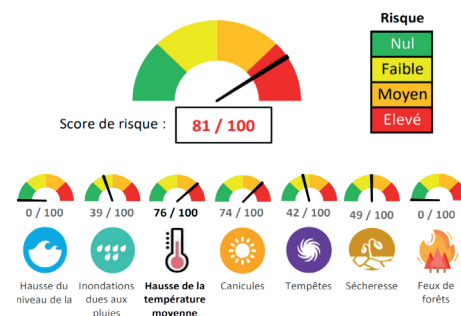 Risque
Nul
Faible
Moyen
Elevé
Score de risque :
81 / 100
0 / 100
39 / 100
76 / 100
74 / 100
42 / 100
49 / 100
0 / 100
Hausse du
niveau de la
Inondations
dues aux
pluies
Hausse de la
température
moyenne
Canicules
Tempêtes
Sécheresse
Feux de
forêts